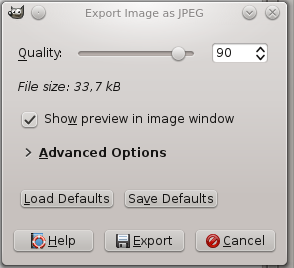 Export Image as JPEG
Quality: 90
File size: 33,7 kB
Show preview in image window
> Advanced Options
Load Defaults Save Defaults
Help Export Cancel